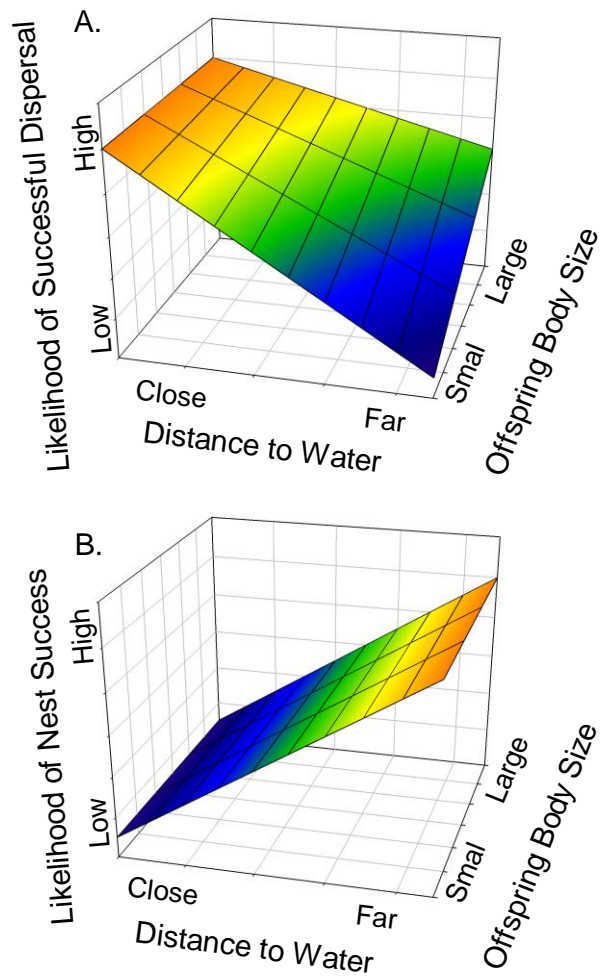 A.
Likelihood of Successful Dispersal
High
Low
Close
Far
Distance to Water
Smal
Large
Offspring Body Size
B.
Likelihood of Nest Success
High
Low
Close
Far
Distance to Water
Smal
Large
Offspring Body Size